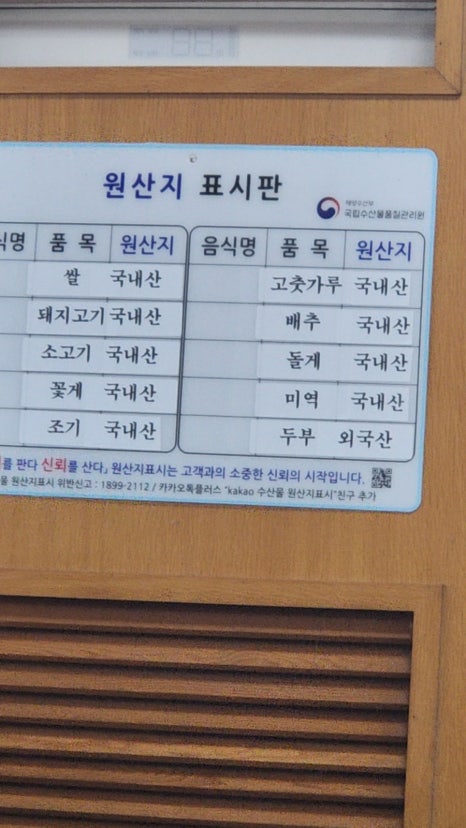 원산지 표시판
해양수산부
국립수산물품질관리원
식명 품 목 원산지
쌀 국내산
돼지고기 국내산
소고기 국내산
꽃게 국내산
조기 국내산
음식명 품 목 원산지
고춧가루 국내산
배추 국내산
돌게 국내산
미역 국내산
두부 외국산
를 판다 신뢰를 산다」 원산지표시는 고객과의 소중한 신뢰의 시작입니다.
물 원산지표시 위반신고 : 1899-2112 / 카카오톡플러스 "kakao 수산물 원산지표시"친구 추가